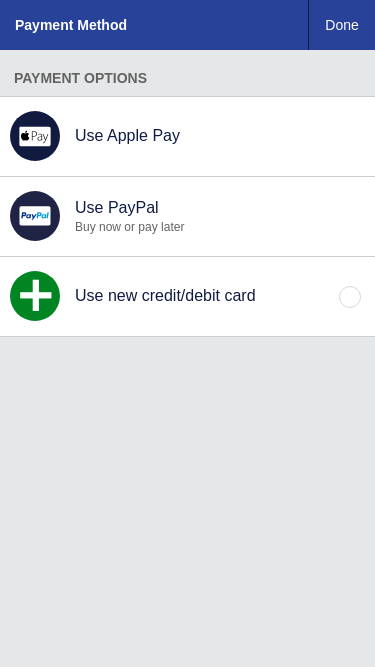 Payment Method
Done
PAYMENT OPTIONS
Pay
Use Apple Pay
PayPal
Use PayPal
Buy now or pay later
Use new credit/debit card